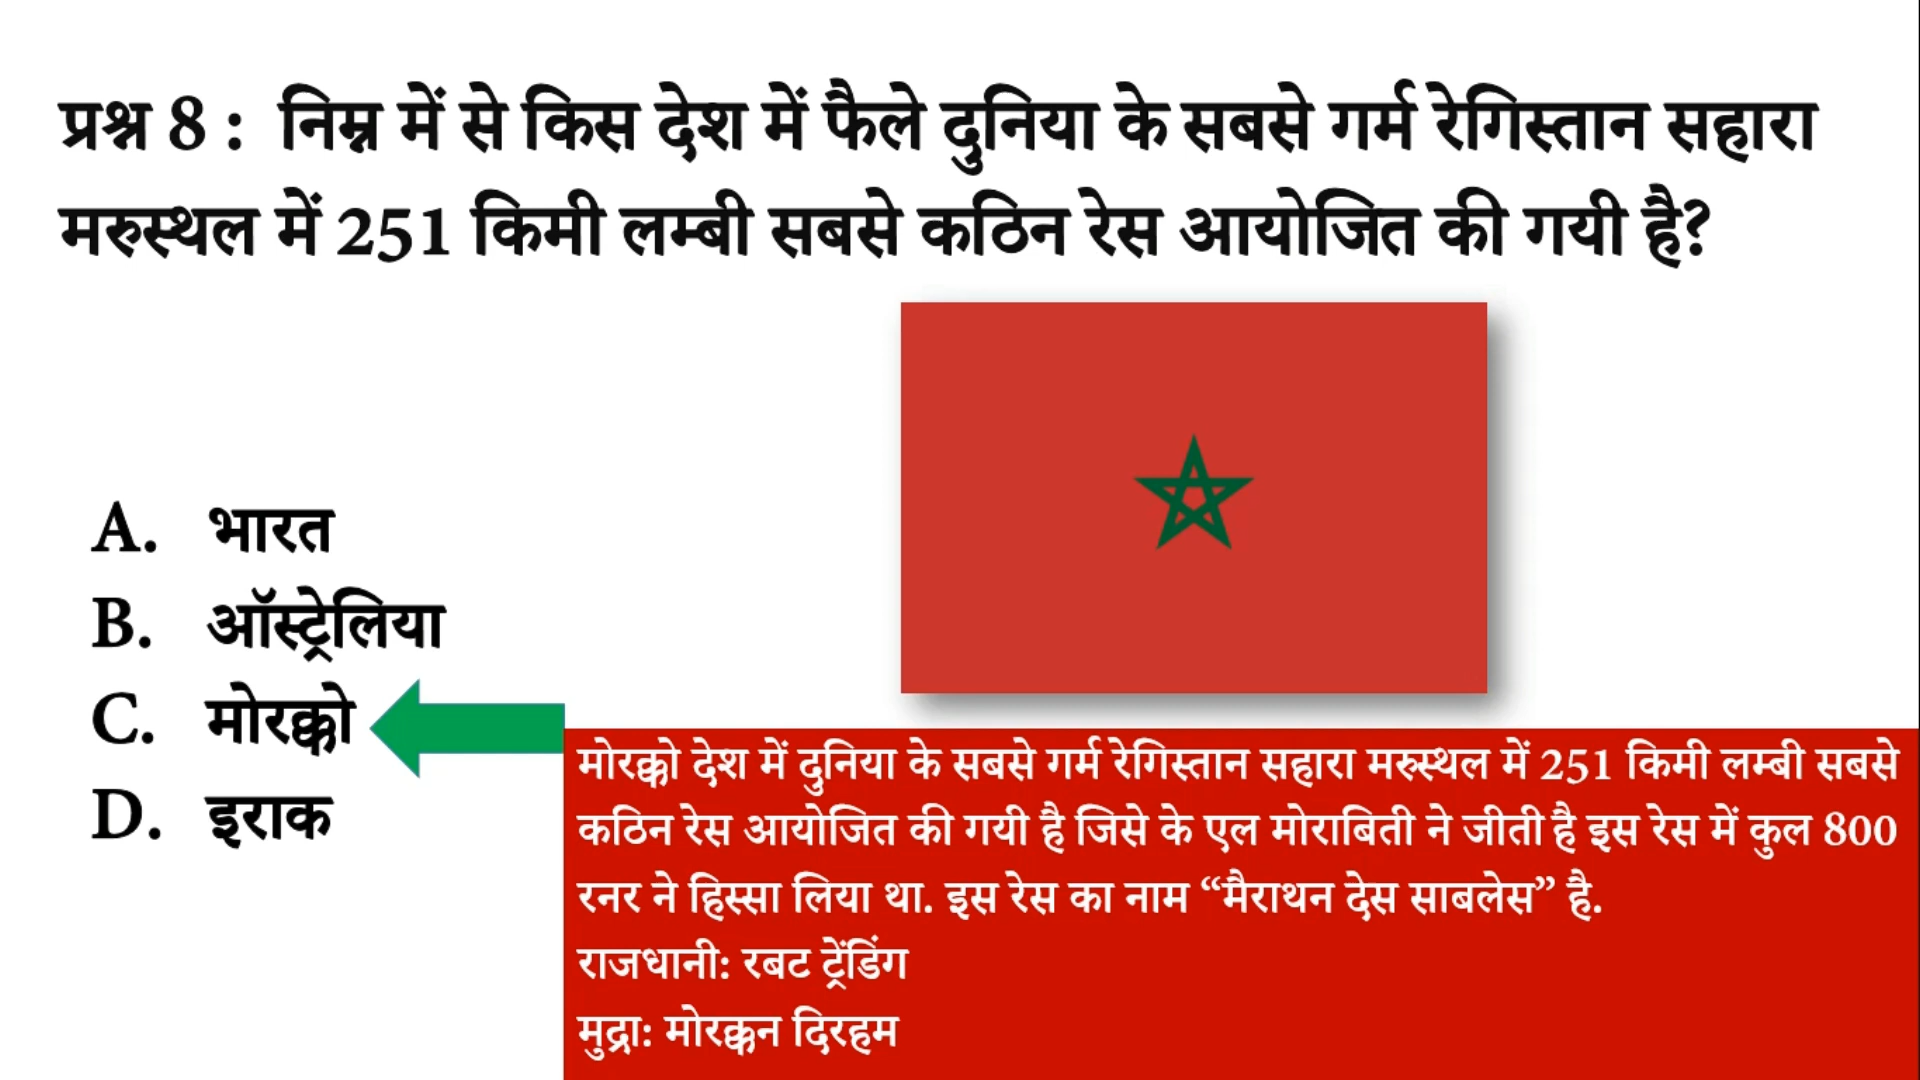 प्रश्न 8 : निम्न में से किस देश में फैले दुनिया के सबसे गर्म रेगिस्तान सहारा
मरुस्थल में 251 किमी लम्बी सबसे कठिन रेस आयोजित की गयी है?
A. भारत
B. ऑस्ट्रेलिया
C. मोरक्को
D. इराक
मोरक्को देश में दुनिया के सबसे गर्म रेगिस्तान सहारा मरुस्थल में 251 किमी लम्बी सबसे
कठिन रेस आयोजित की गयी है जिसे के एल मोराबिती ने जीती है इस रेस में कुल 800
रनर ने हिस्सा लिया था. इस रेस का नाम “मैराथन देस साबलेस” है.
राजधानी: रबट ट्रेंडिंग
मुद्रा: मोरक्कन दिरहम